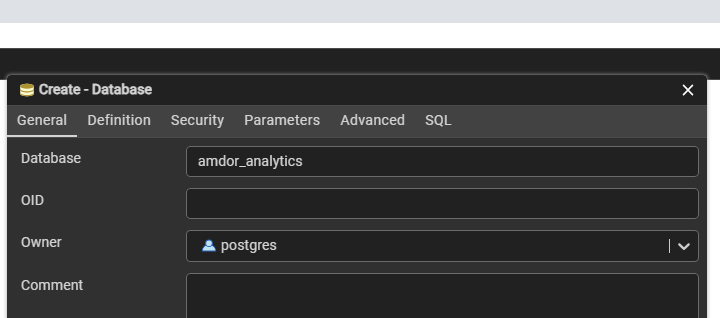 Create - Database
General Definition Security Parameters Advanced SQL
Database amdor_analytics
OID
Owner postgres
Comment